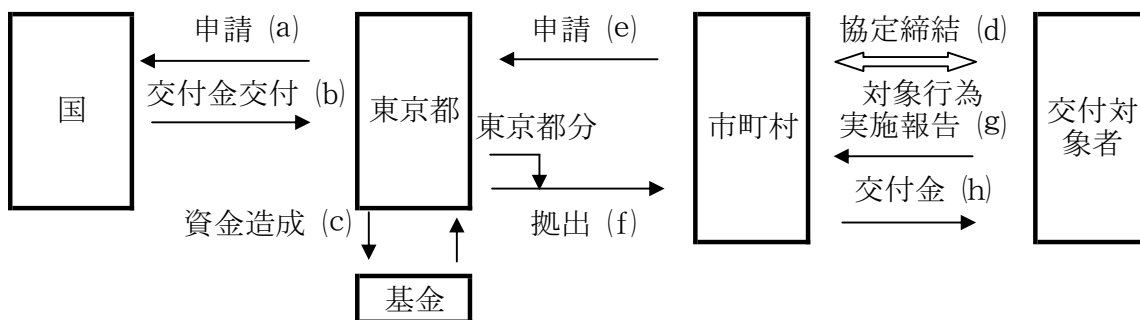 国
申請 (a)
交付金交付 (b)
東京都
資金造成 (c)
基金
申請 (e)
東京都分
拠出 (f)
市町村
協定締結 (d)
対象行為
実施報告 (g)
交付金 (h)
交付対
象者